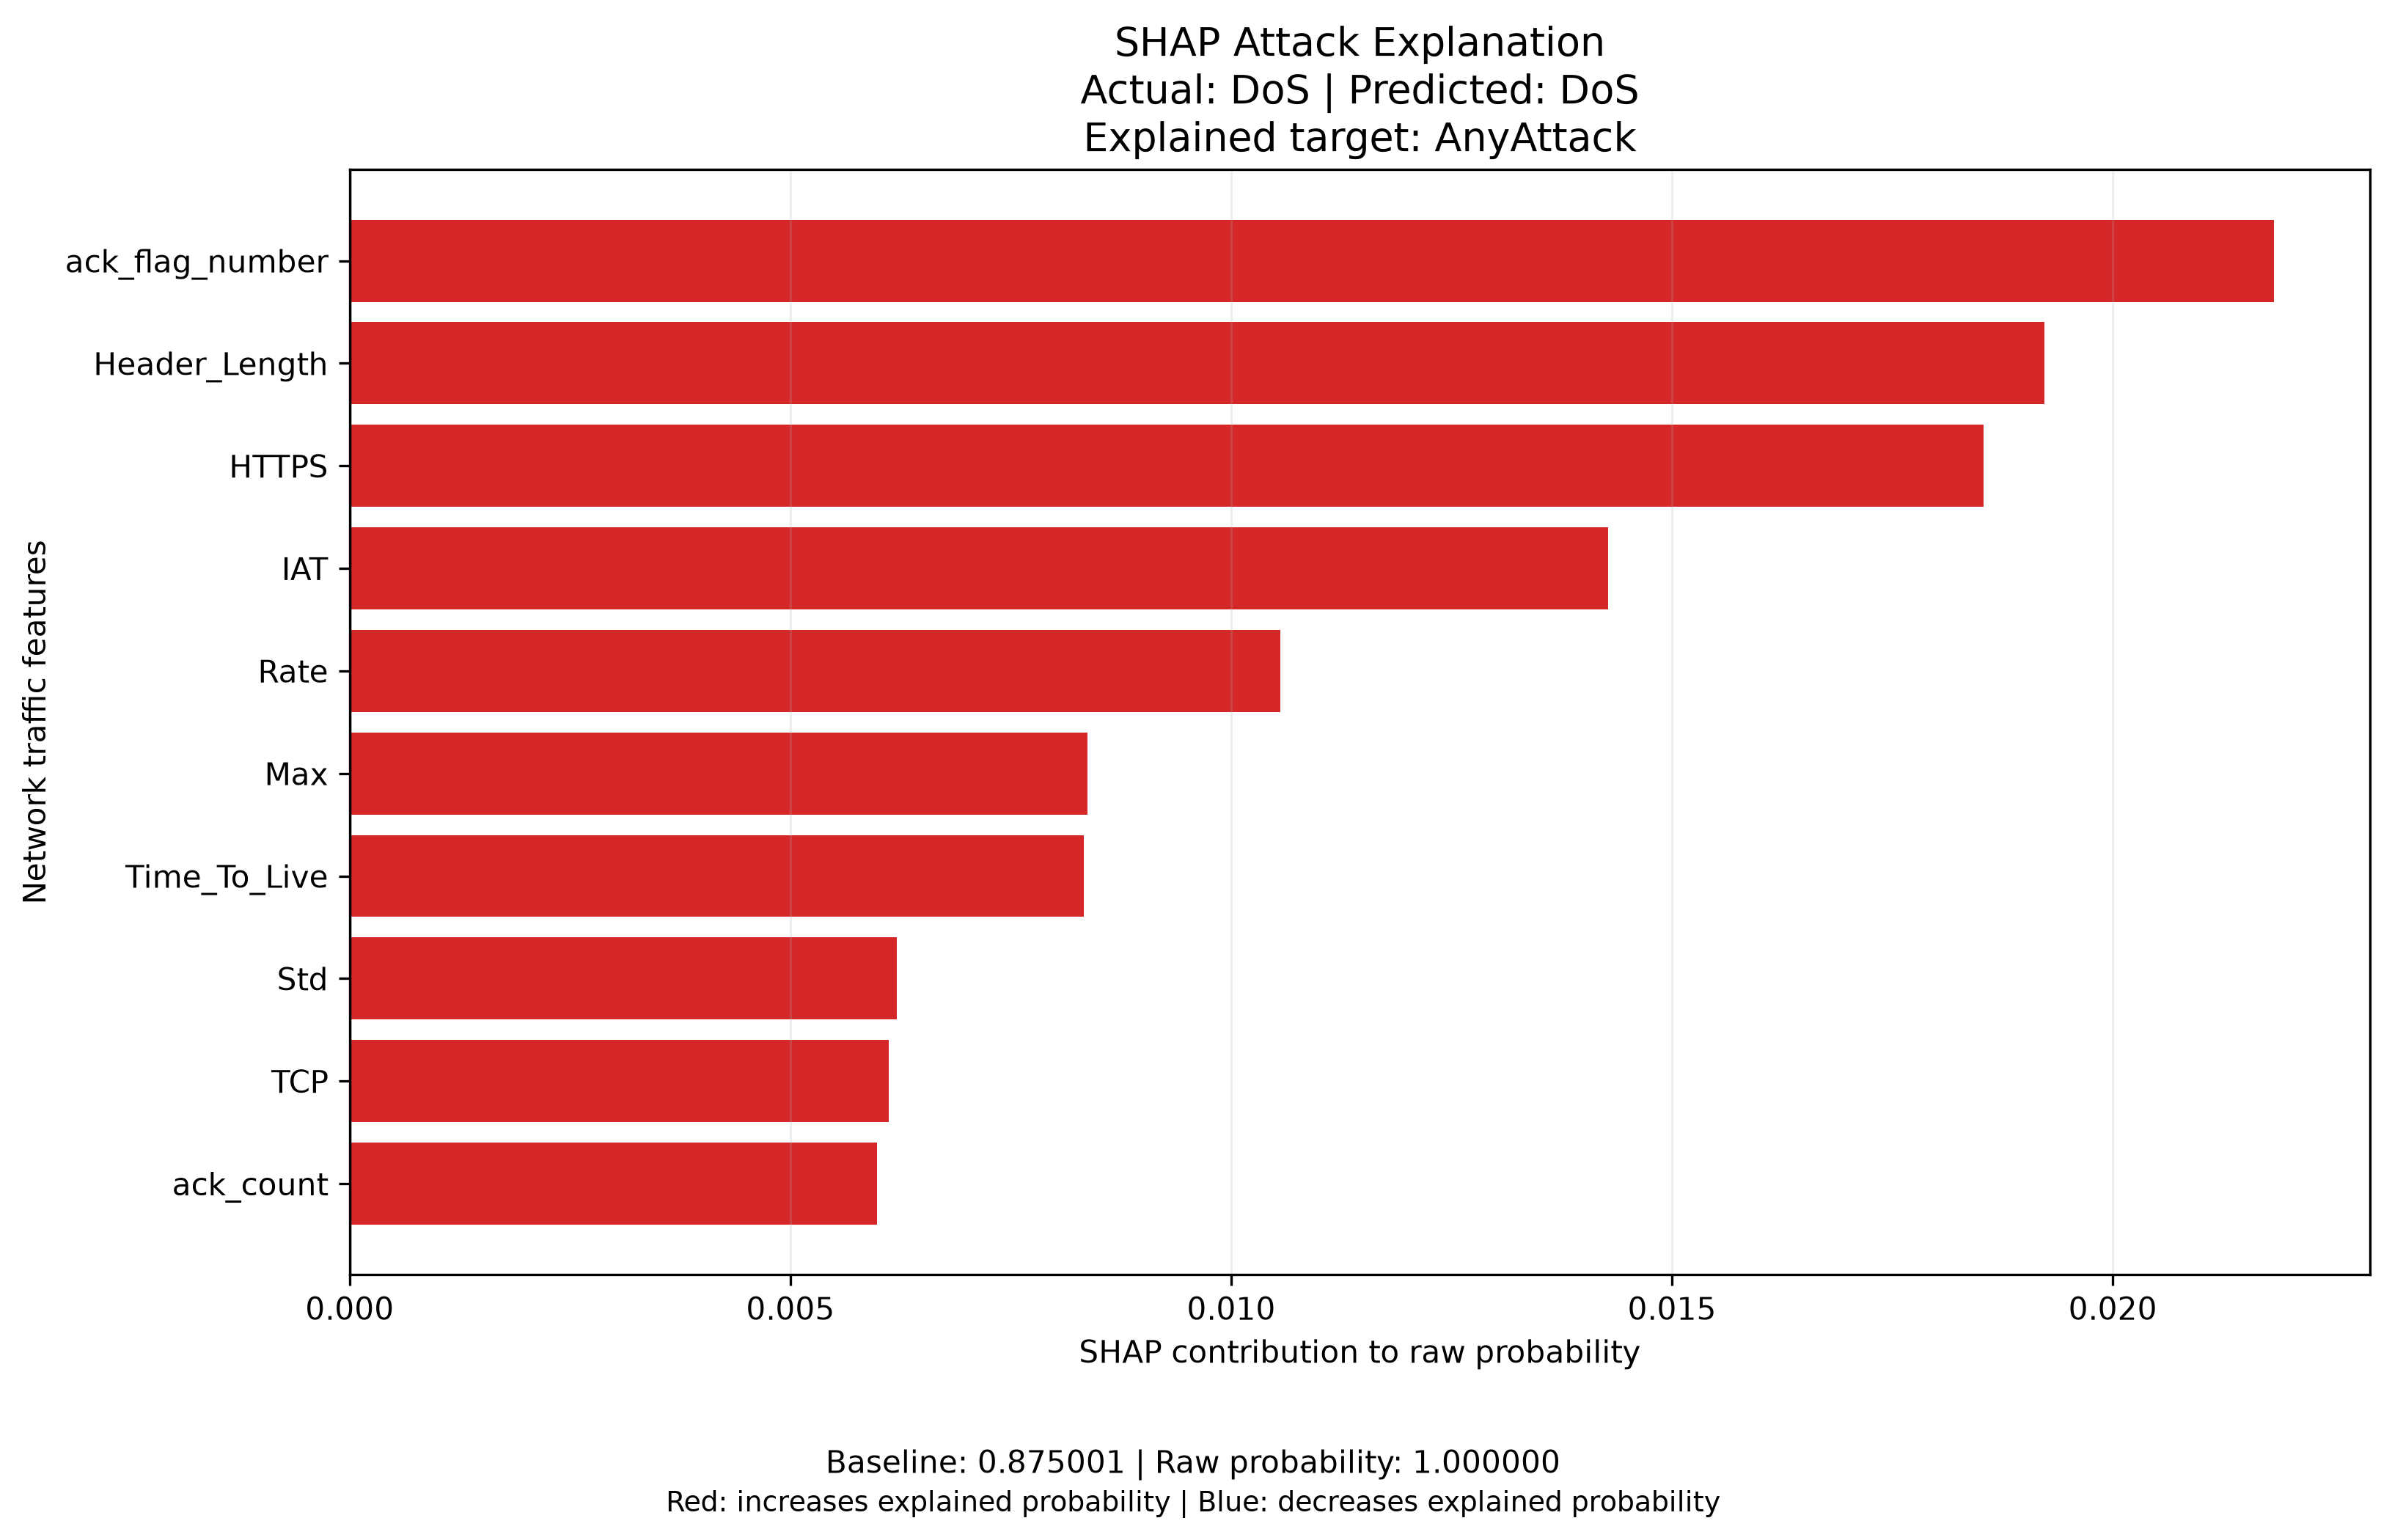 SHAP Attack Explanation
Actual: DoS | Predicted: DoS
Explained target: AnyAttack
Network traffic features
ack_flag_number
Header_Length
HTTPS
IAT
Rate
Max
Time_To_Live
Std
TCP
ack_count
0.000 0.005 0.010 0.015 0.020
SHAP contribution to raw probability
Baseline: 0.875001 | Raw probability: 1.000000
Red: increases explained probability | Blue: decreases explained probability